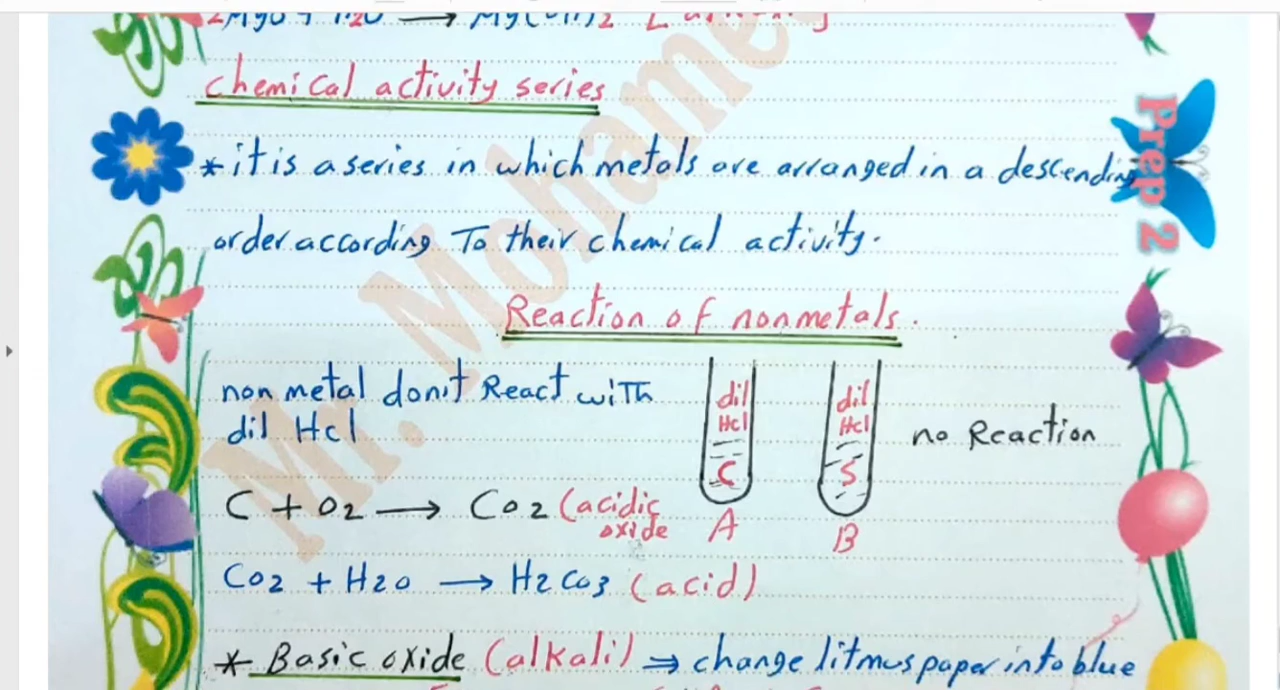 chemical activity series
* it is a series in which metals are arranged in a descending
order according To their chemical activity.
Reaction of nonmetals.
non metal don't React with
dil Hcl
dil
Hcl
C
A
dil
Hcl
S
B
no Reaction
C + O2 → Co2 (acidic
oxide
Co2 + H2o → H2Co3 (acid)
* Basic oxide (alkali) ⇒ change litmus paper into blue
Prep 2
Mr. Mohame